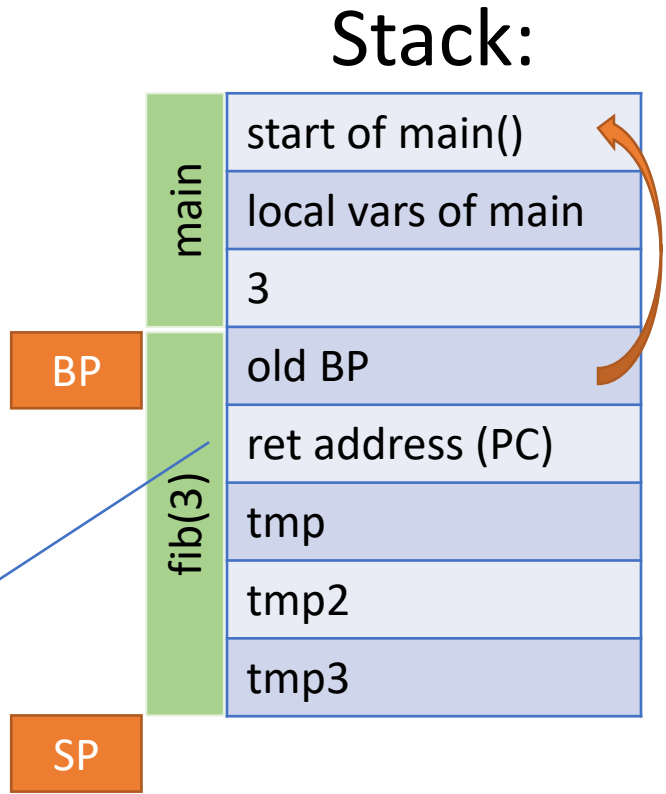 Stack:
main
start of main()
local vars of main
3
BP
fib(3)
old BP
ret address (PC)
tmp
tmp2
tmp3
SP